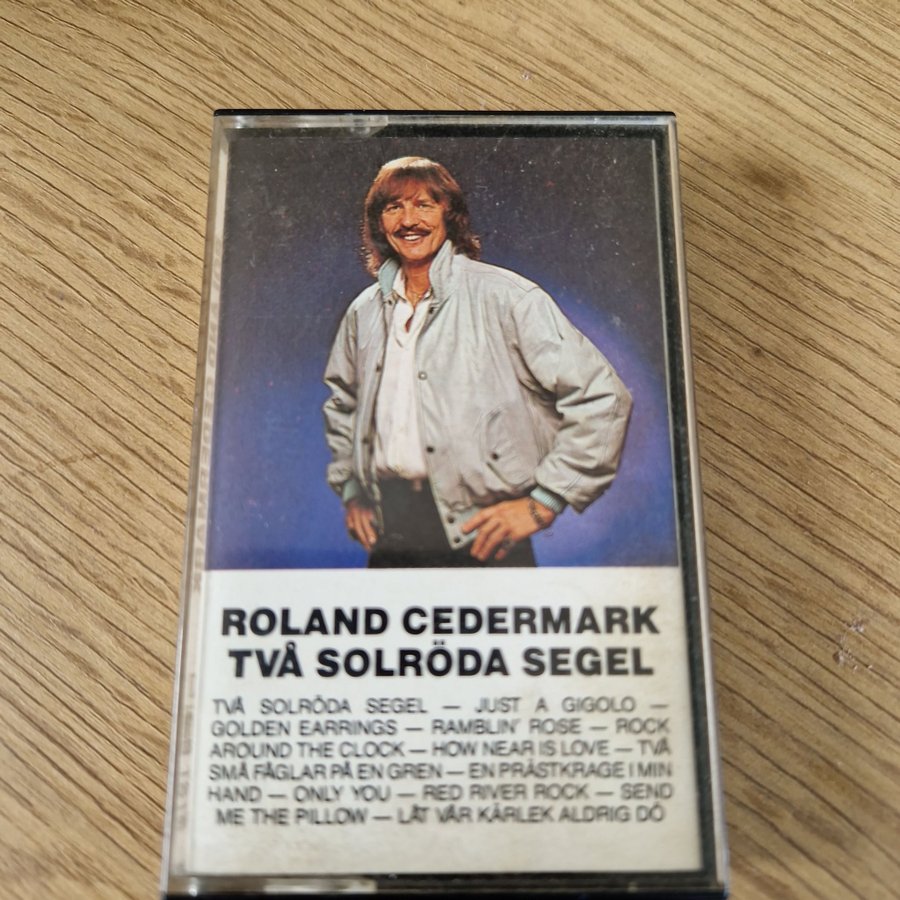 ROLAND CEDERMARK
TVÅ SOLRÖDA SEGEL
TVÅ SOLRÖDA SEGEL – JUST A GIGOLO –
GOLDEN EARRINGS – RAMBLIN' ROSE – ROCK
AROUND THE CLOCK – HOW NEAR IS LOVE – TVÅ
SMÅ FÅGLAR PÅ EN GREN – EN PRÄSTKRAGE I MIN
HAND – ONLY YOU – RED RIVER ROCK – SEND
ME THE PILLOW – LÅT VÅR KÄRLEK ALDRIG DÖ